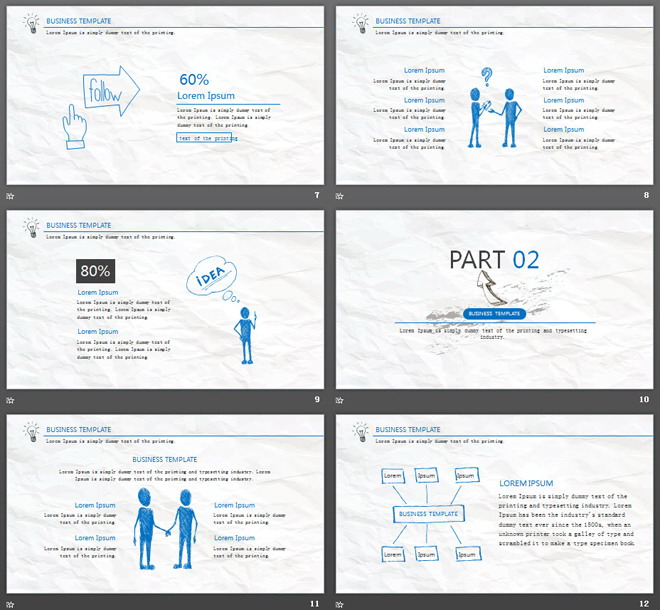 BUSINESS TEMPLATE
Lorem Ipsum is simply dummy text of the printing.
follow
60%
Lorem Ipsum
Lorem Ipsum is simply dummy text of
the printing. Lorem Ipsum is simply
dummy text of the printing.
text of the printing
7
BUSINESS TEMPLATE
Lorem Ipsum is simply dummy text of the printing.
Lorem Ipsum
Lorem Ipsum is simply dummy
text of the printing.
Lorem Ipsum
Lorem Ipsum is simply dummy
text of the printing.
Lorem Ipsum
Lorem Ipsum is simply dummy
text of the printing.
?
Lorem Ipsum
Lorem Ipsum is simply dummy
text of the printing.
Lorem Ipsum
Lorem Ipsum is simply dummy
text of the printing.
Lorem Ipsum
Lorem Ipsum is simply dummy
text of the printing.
8
BUSINESS TEMPLATE
Lorem Ipsum is simply dummy text of the printing.
80%
Lorem Ipsum
Lorem Ipsum is simply dummy text of
the printing. Lorem Ipsum is simply
dummy text of the printing.
Lorem Ipsum
Lorem Ipsum is simply dummy text of
the printing. Lorem Ipsum is simply
dummy text of the printing.
iDEA
9
PART 02
BUSINESS TEMPLATE
Lorem Ipsum is simply dummy text of the printing and typesetting
industry.
10
BUSINESS TEMPLATE
Lorem Ipsum is simply dummy text of the printing.
BUSINESS TEMPLATE
Lorem Ipsum is simply dummy text of the printing and typesetting industry. Lorem
Ipsum is simply dummy text of the printing and typesetting industry.
Lorem Ipsum
Lorem Ipsum is simply dummy
text of the printing.
Lorem Ipsum
Lorem Ipsum is simply dummy
text of the printing.
Lorem Ipsum
Lorem Ipsum is simply dummy
text of the printing.
Lorem Ipsum
Lorem Ipsum is simply dummy
text of the printing.
11
BUSINESS TEMPLATE
Lorem Ipsum is simply dummy text of the printing.
Lorem
Ipsum
Ipsum
BUSINESS TEMPLATE
Lorem
Ipsum
Ipsum
LOREM IPSUM
Lorem Ipsum is simply dummy text of the
printing and typesetting industry. Lorem
Ipsum has been the industry's standard
dummy text ever since the 1500s, when an
unknown printer took a galley of type and
scrambled it to make a type specimen book.
12